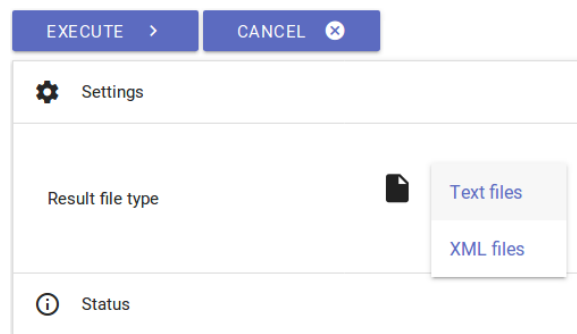 EXECUTE CANCEL
Settings
Result file type Text files
XML files
Status